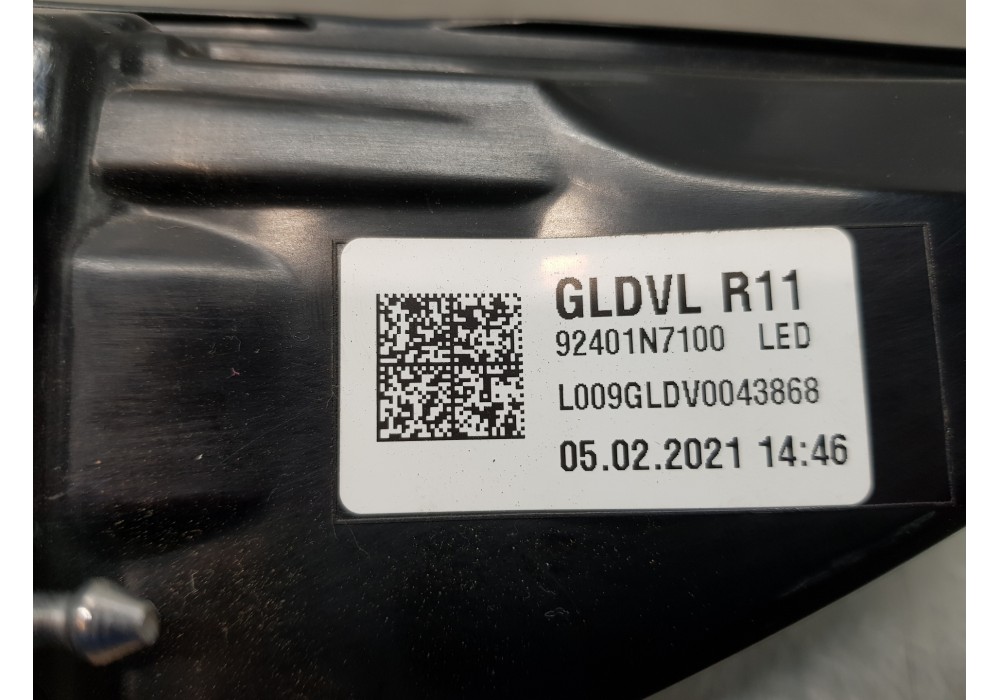 GLDVL R11
92401N7100 LED
L009GLDV0043868
05.02.2021 14:46